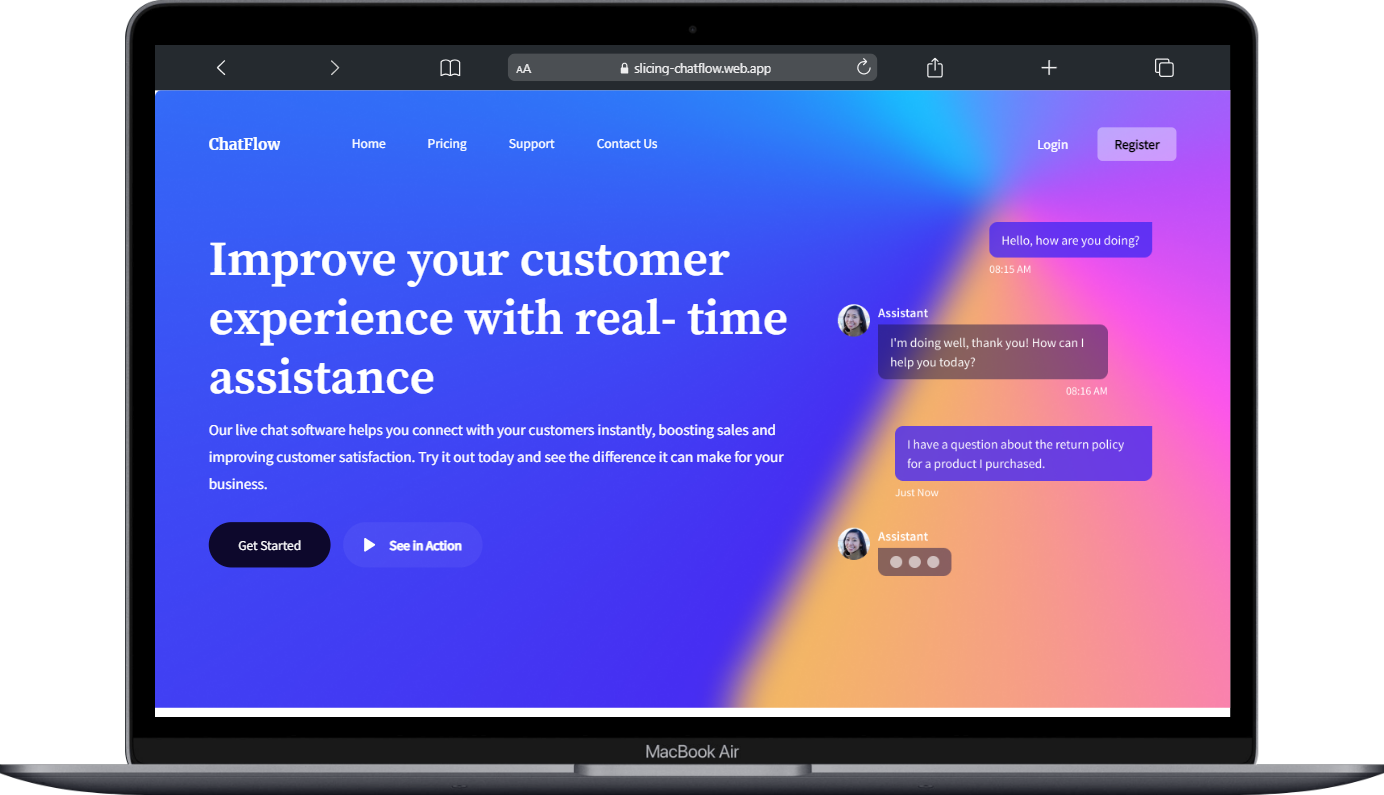 AA slicing-chatflow.web.app
ChatFlow Home Pricing Support Contact Us Login Register
Improve your customer
experience with real- time
assistance
Our live chat software helps you connect with your customers instantly, boosting sales and
improving customer satisfaction. Try it out today and see the difference it can make for your
business.
Get Started See in Action
Hello, how are you doing?
08:15 AM
Assistant
I'm doing well, thank you! How can I
help you today?
08:16 AM
I have a question about the return policy
for a product I purchased.
Just Now
Assistant
MacBook Air